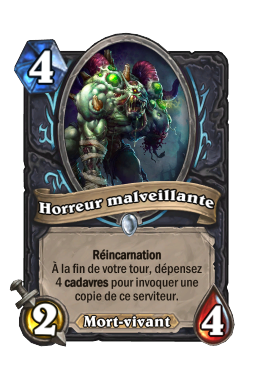 4
Horreur malveillante
Réincarnation
À la fin de votre tour, dépensez
4 cadavres pour invoquer une
copie de ce serviteur.
2
Mort-vivant
4